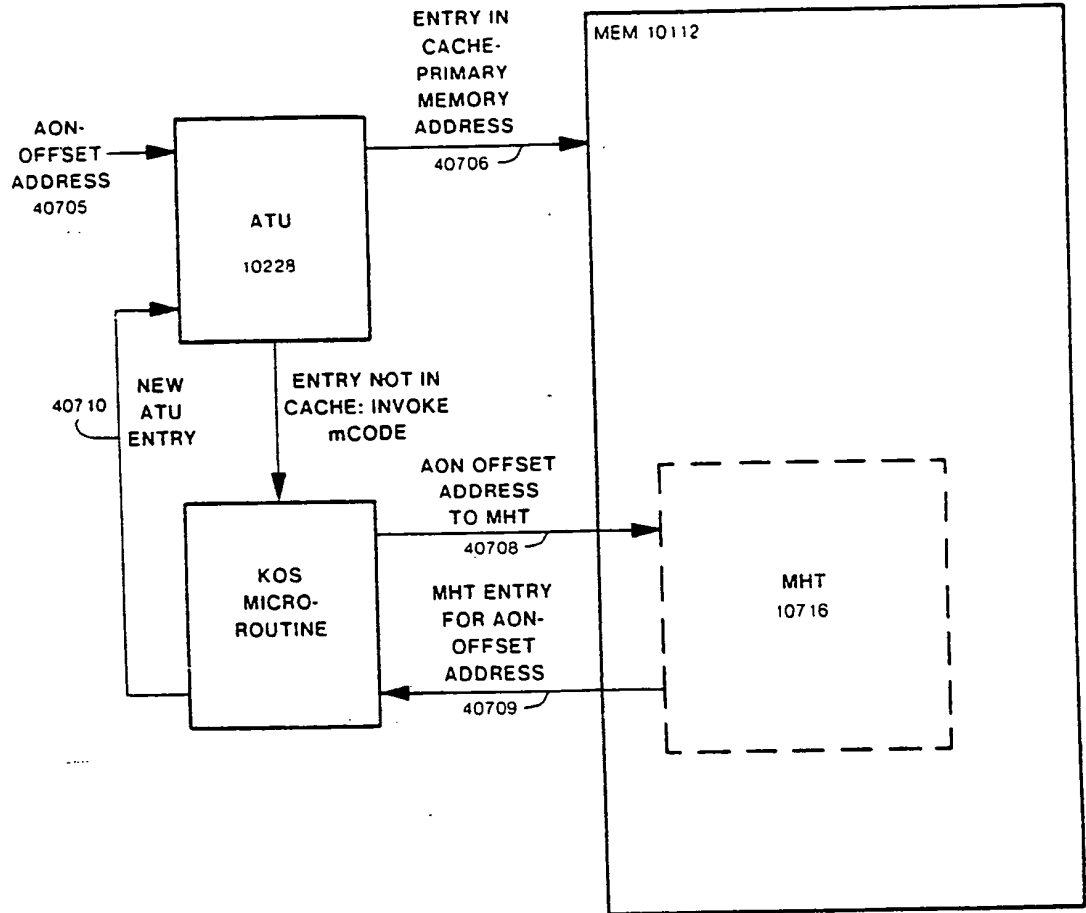 ENTRY IN
CACHE-
PRIMARY
MEMORY
ADDRESS
40706
MEM 10112
AON-
OFFSET
ADDRESS
40705
ATU
10228
40710
NEW
ATU
ENTRY
ENTRY NOT IN
CACHE: INVOKE
mCODE
AON OFFSET
ADDRESS
TO MHT
40708
KOS
MICRO-
ROUTINE
MHT ENTRY
FOR AON-
OFFSET
ADDRESS
40709
MHT
10716